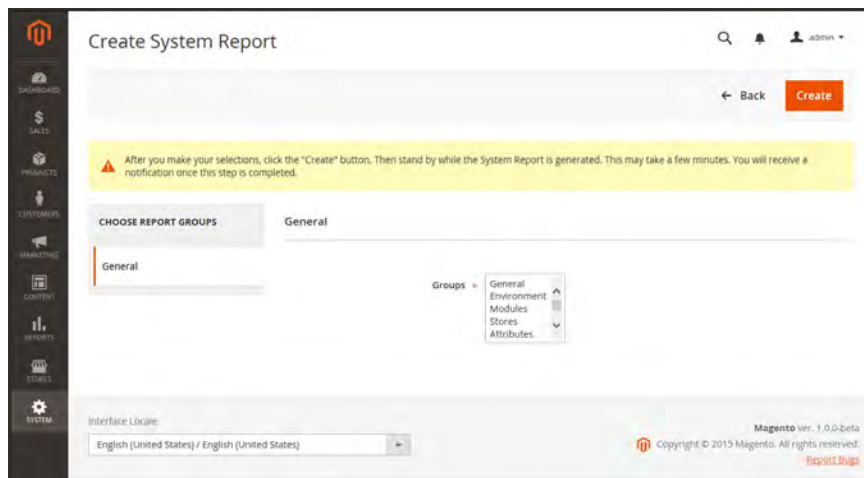 Create System Report
admin
DASHBOARD
SALES
PRODUCTS
CUSTOMERS
MARKETING
CONTENT
REPORTS
STORES
SYSTEM
← Back
Create
After you make your selections, click the "Create" button. Then stand by while the System Report is generated. This may take a few minutes. You will receive a
notification once this step is completed.
CHOOSE REPORT GROUPS
General
General
Groups *
General
Environment
Modules
Stores
Attributes
Interface Locale
English (United States) / English (United States)
Magento ver. 1.0.0-beta
Copyright © 2015 Magento. All rights reserved.
Report Bugs